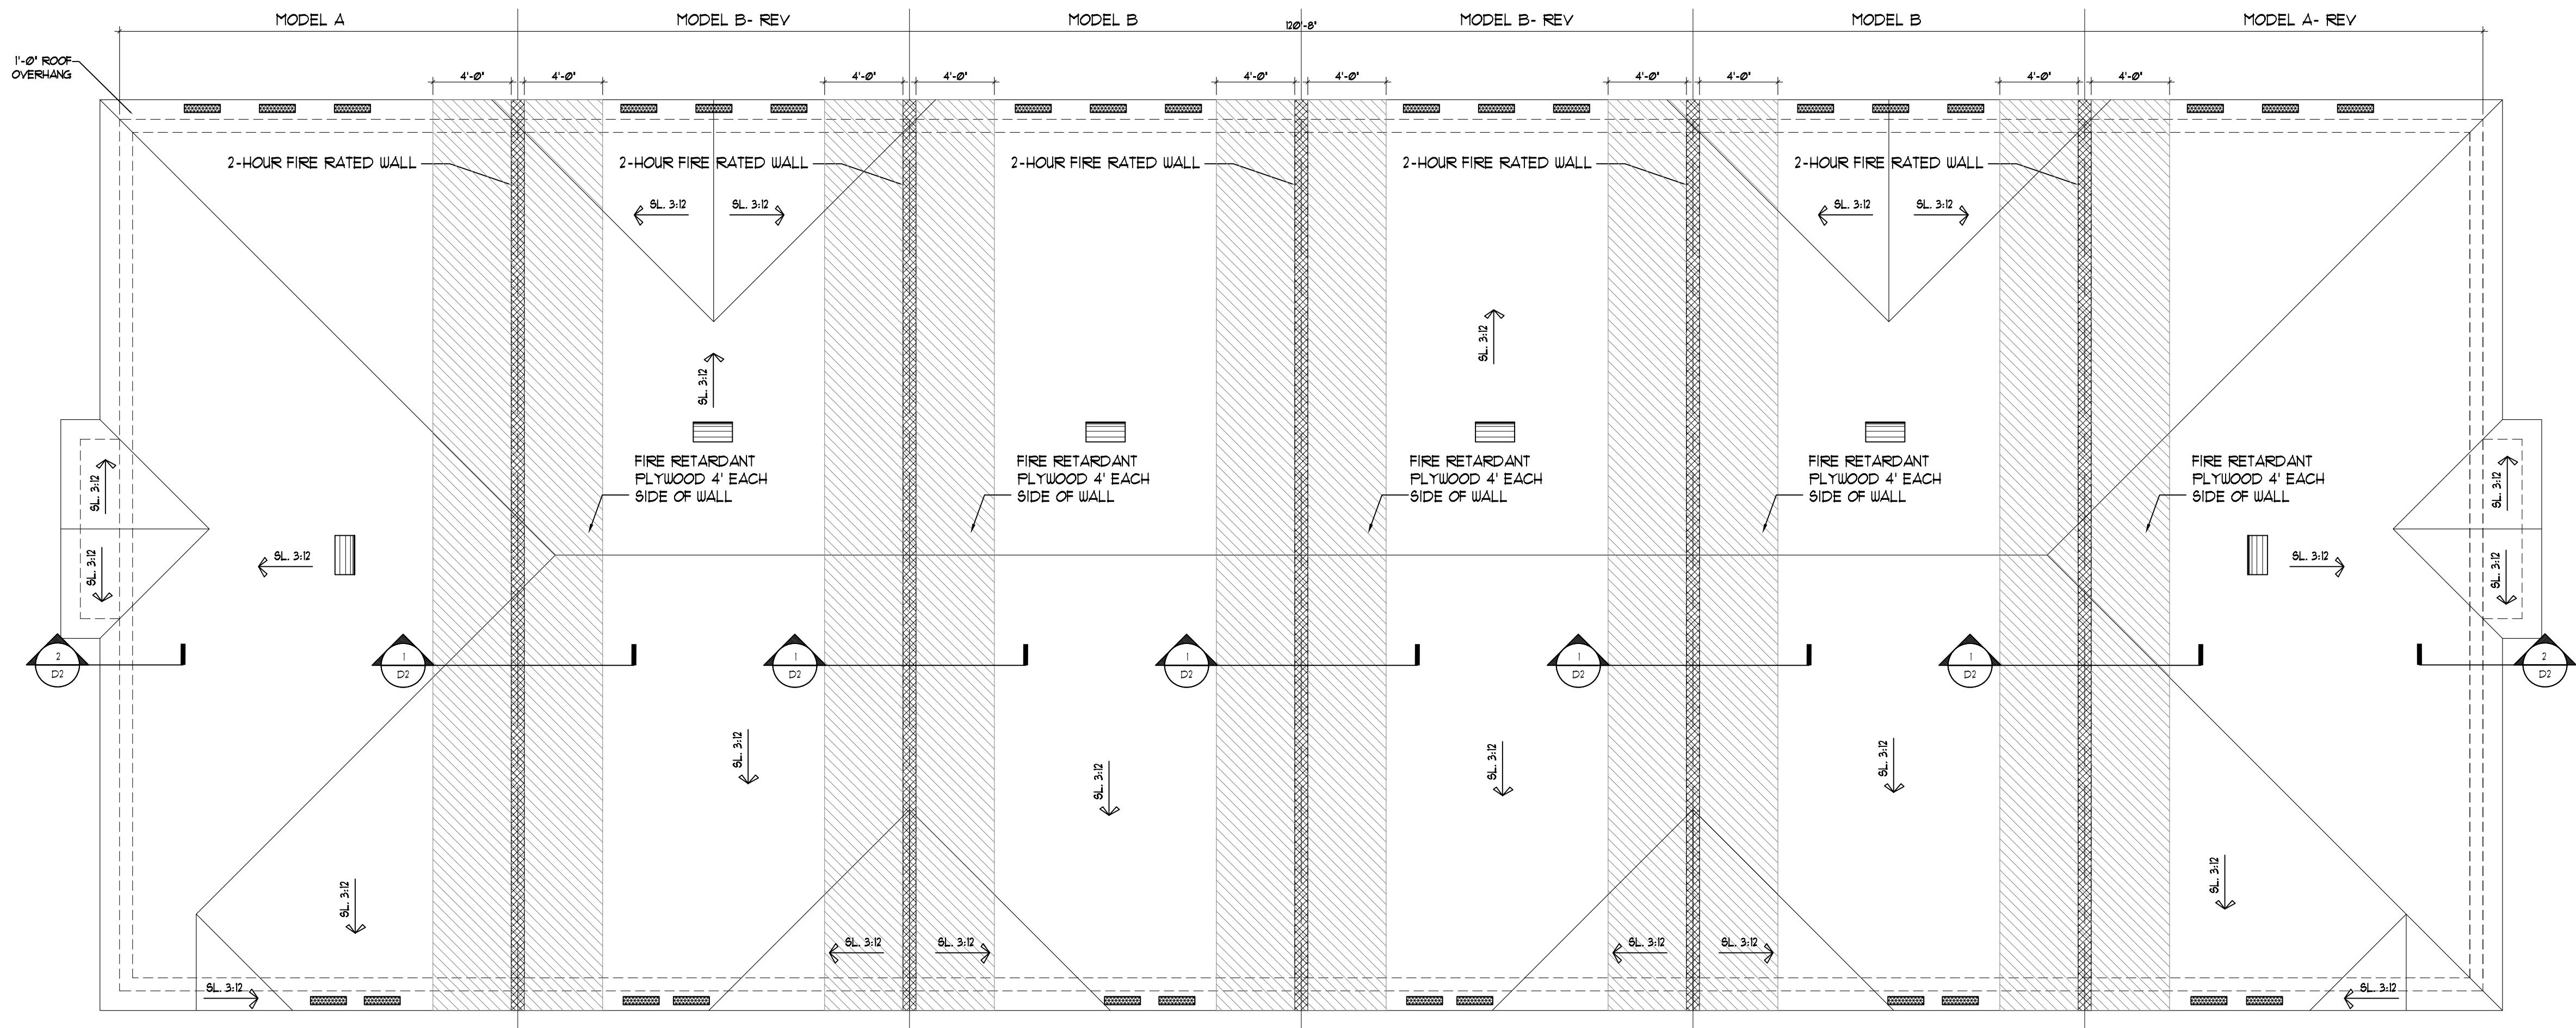 MODEL A
MODEL B- REV
MODEL B
MODEL B- REV
MODEL B
MODEL A- REV
120'-8"
1'-0" ROOF
OVERHANG
4'-0"
4'-0"
4'-0"
4'-0"
4'-0"
4'-0"
4'-0"
4'-0"
4'-0"
4'-0"
2-HOUR FIRE RATED WALL
2-HOUR FIRE RATED WALL
2-HOUR FIRE RATED WALL
2-HOUR FIRE RATED WALL
2-HOUR FIRE RATED WALL
SL. 3:12
SL. 3:12
SL. 3:12
SL. 3:12
SL. 3:12
SL. 3:12
FIRE RETARDANT
PLYWOOD 4' EACH
SIDE OF WALL
FIRE RETARDANT
PLYWOOD 4' EACH
SIDE OF WALL
FIRE RETARDANT
PLYWOOD 4' EACH
SIDE OF WALL
FIRE RETARDANT
PLYWOOD 4' EACH
SIDE OF WALL
FIRE RETARDANT
PLYWOOD 4' EACH
SIDE OF WALL
SL. 3:12
SL. 3:12
SL. 3:12
SL. 3:12
SL. 3:12
SL. 3:12
2
D2
1
D2
1
D2
1
D2
1
D2
1
D2
2
D2
SL. 3:12
SL. 3:12
SL. 3:12
SL. 3:12
SL. 3:12
SL. 3:12
SL. 3:12
SL. 3:12
SL. 3:12
SL. 3:12
SL. 3:12
SL. 3:12